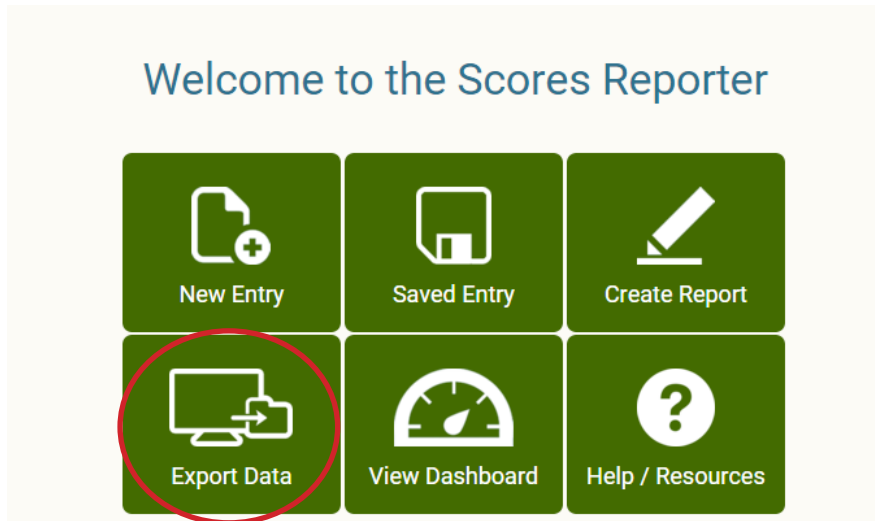 Welcome to the Scores Reporter
New Entry
Saved Entry
Create Report
Export Data
View Dashboard
Help / Resources